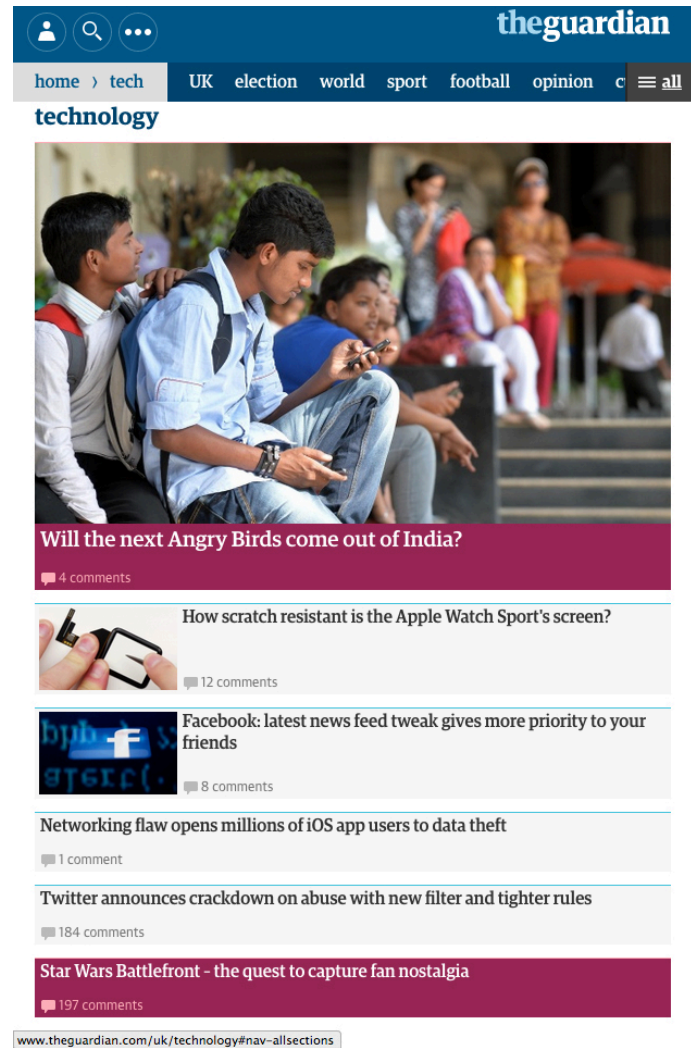 theguardian
home › tech UK election world sport football opinion c all
technology
Will the next Angry Birds come out of India?
4 comments
How scratch resistant is the Apple Watch Sport's screen?
12 comments
Facebook: latest news feed tweak gives more priority to your
friends
8 comments
Networking flaw opens millions of iOS app users to data theft
1 comment
Twitter announces crackdown on abuse with new filter and tighter rules
184 comments
Star Wars Battlefront - the quest to capture fan nostalgia
197 comments
www.theguardian.com/uk/technology#nav-allsections